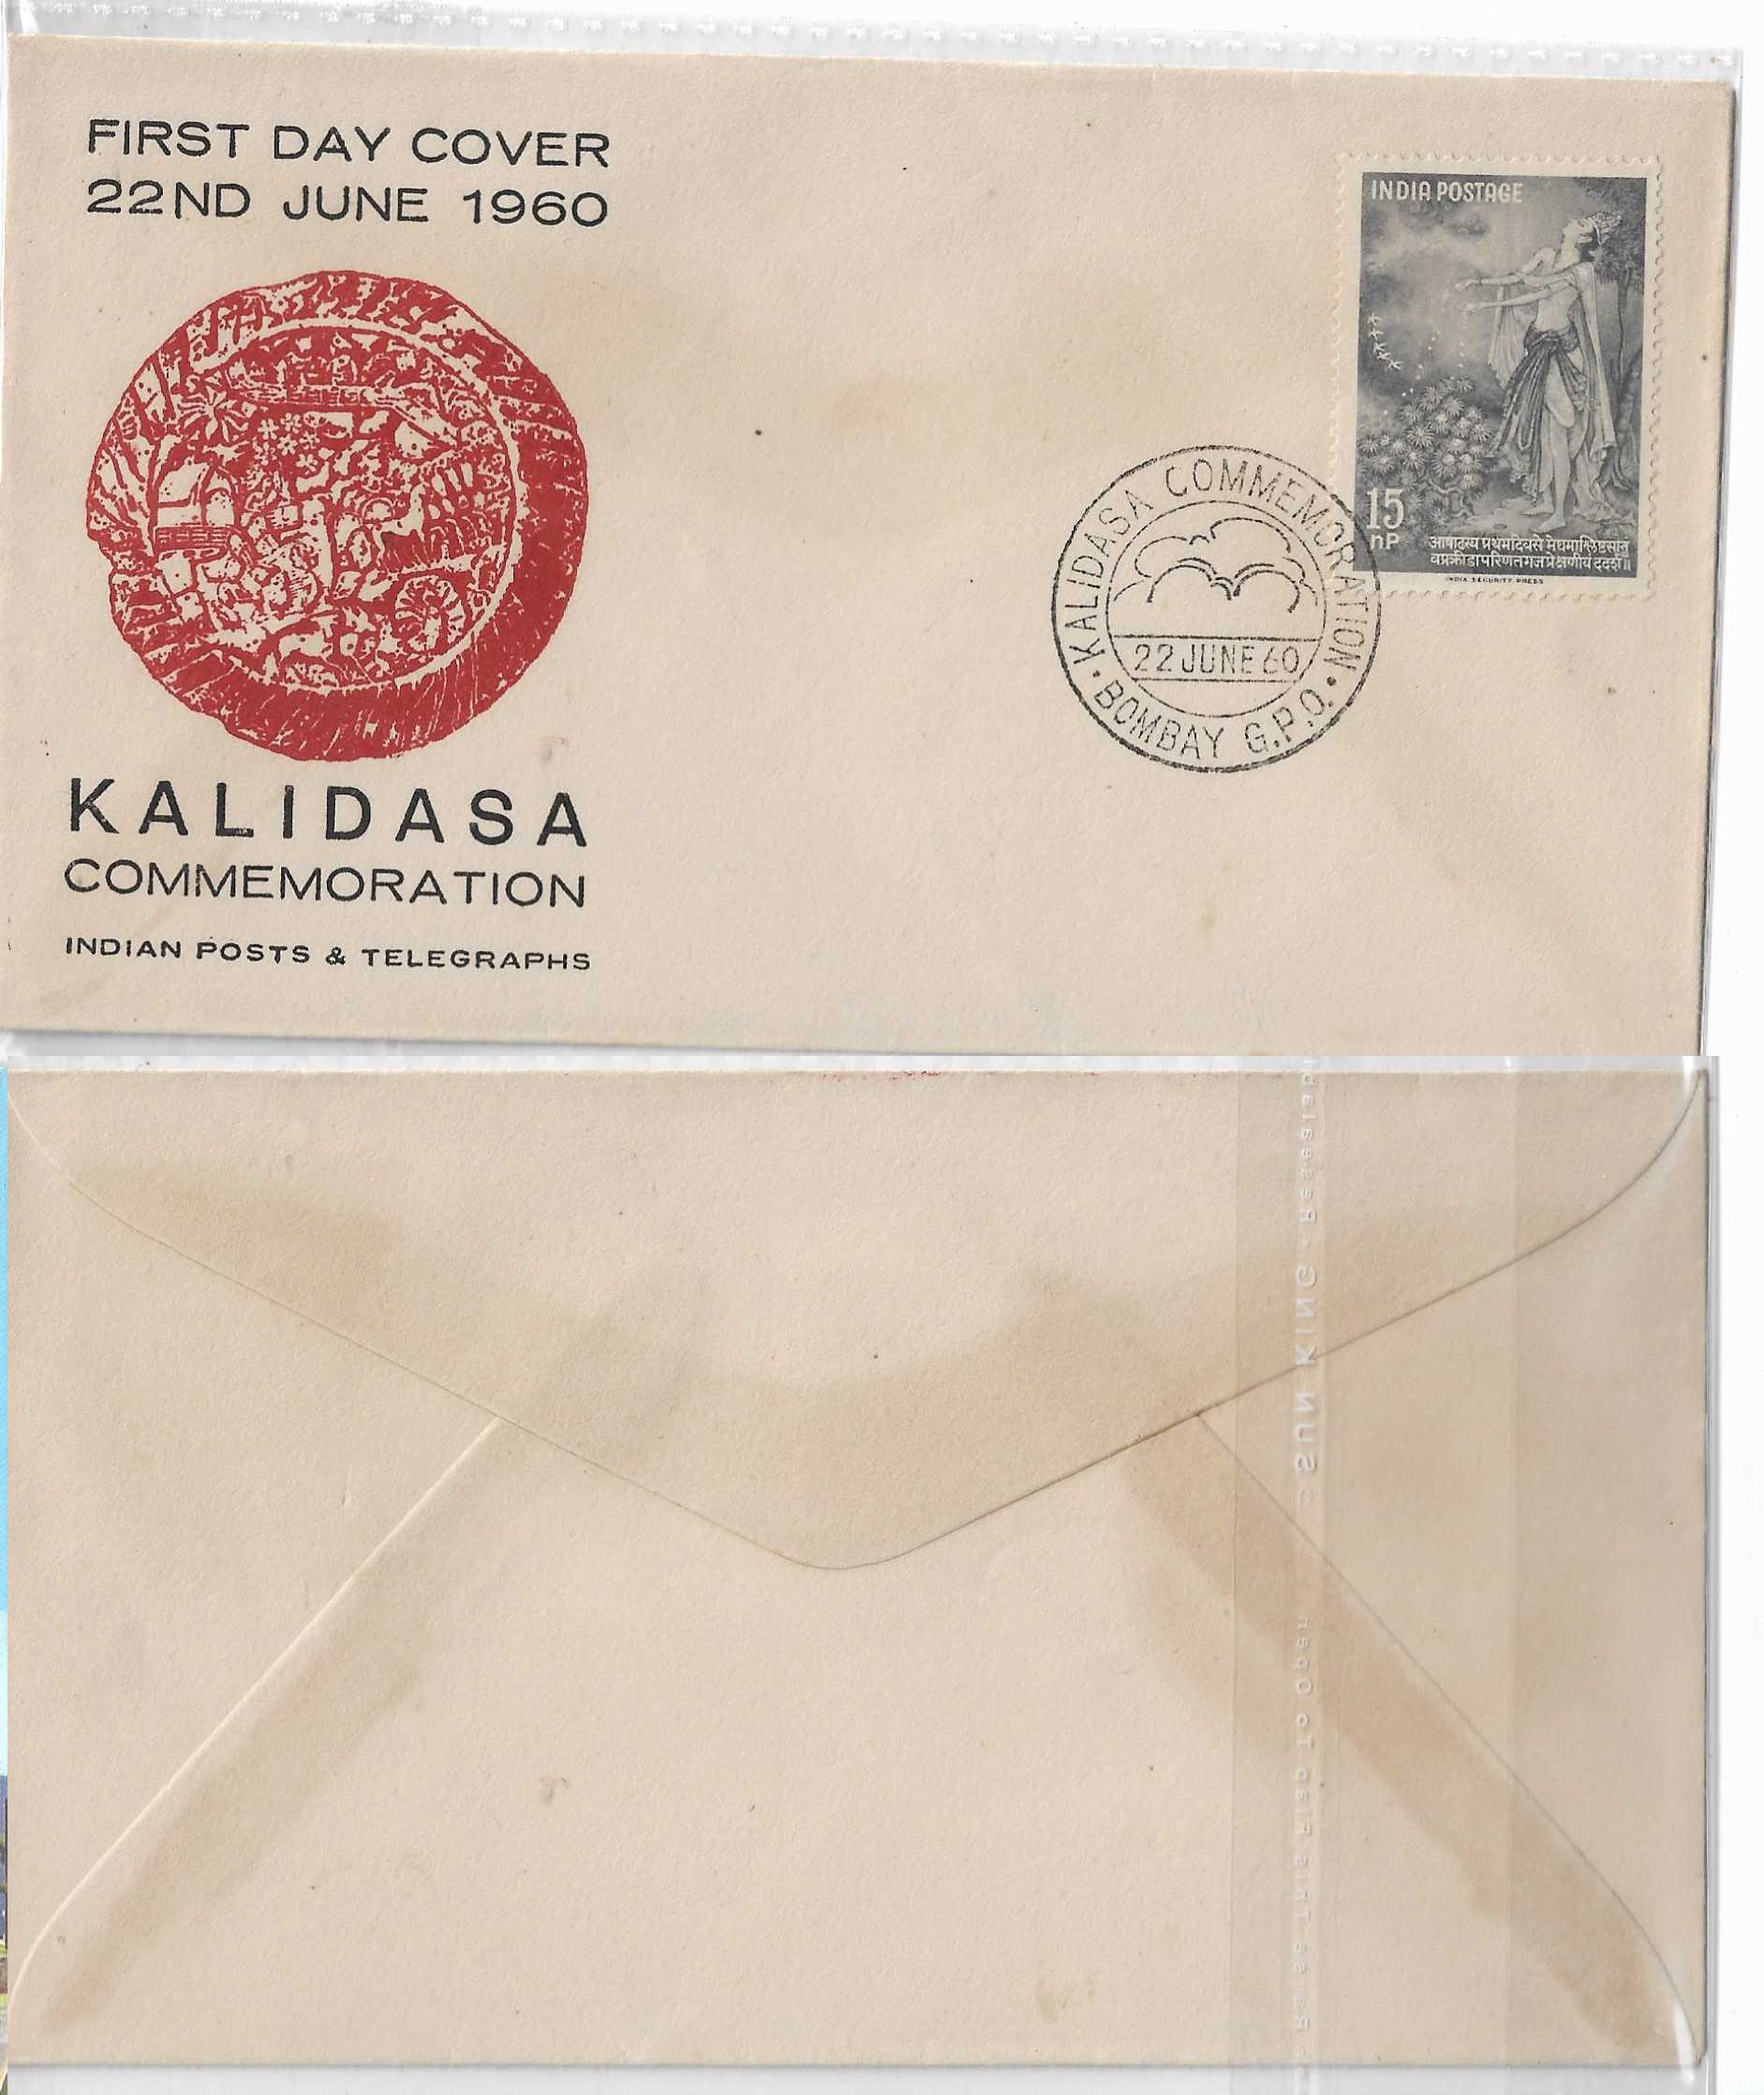 FIRST DAY COVER
22ND JUNE 1960
INDIA POSTAGE
15
nP
आषाढस्य प्रथमदिवसे मेघमाश्लिष्टसानुं
वप्रक्रीडापरिणतगजप्रेक्षणीयं ददर्श॥
INDIA SECURITY PRESS
KALIDASA COMMEMORATION
22 JUNE 60
• BOMBAY G.P.O. •
KALIDASA
COMMEMORATION
INDIAN POSTS & TELEGRAPHS
SUN KING
To Open